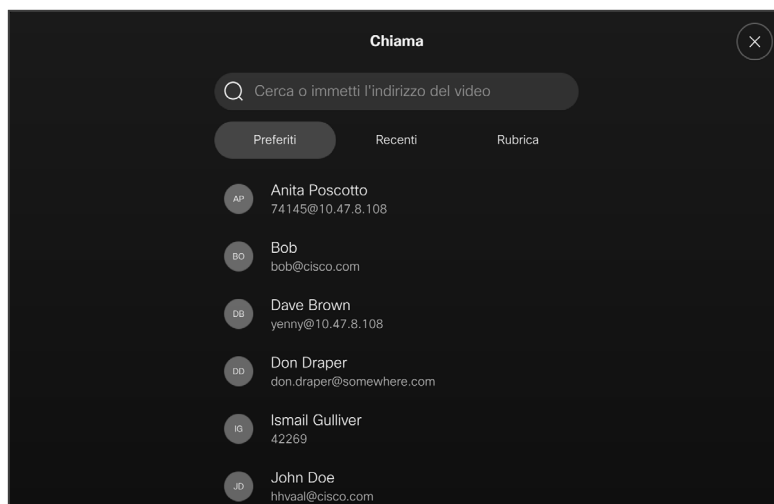 Chiama
Cerca o immetti l'indirizzo del video
Preferiti Recenti Rubrica
AP Anita Poscotto
74145@10.47.8.108
BO Bob
bob@cisco.com
DB Dave Brown
yenny@10.47.8.108
DD Don Draper
don.draper@somewhere.com
IG Ismail Gulliver
42269
JD John Doe
hhvaal@cisco.com